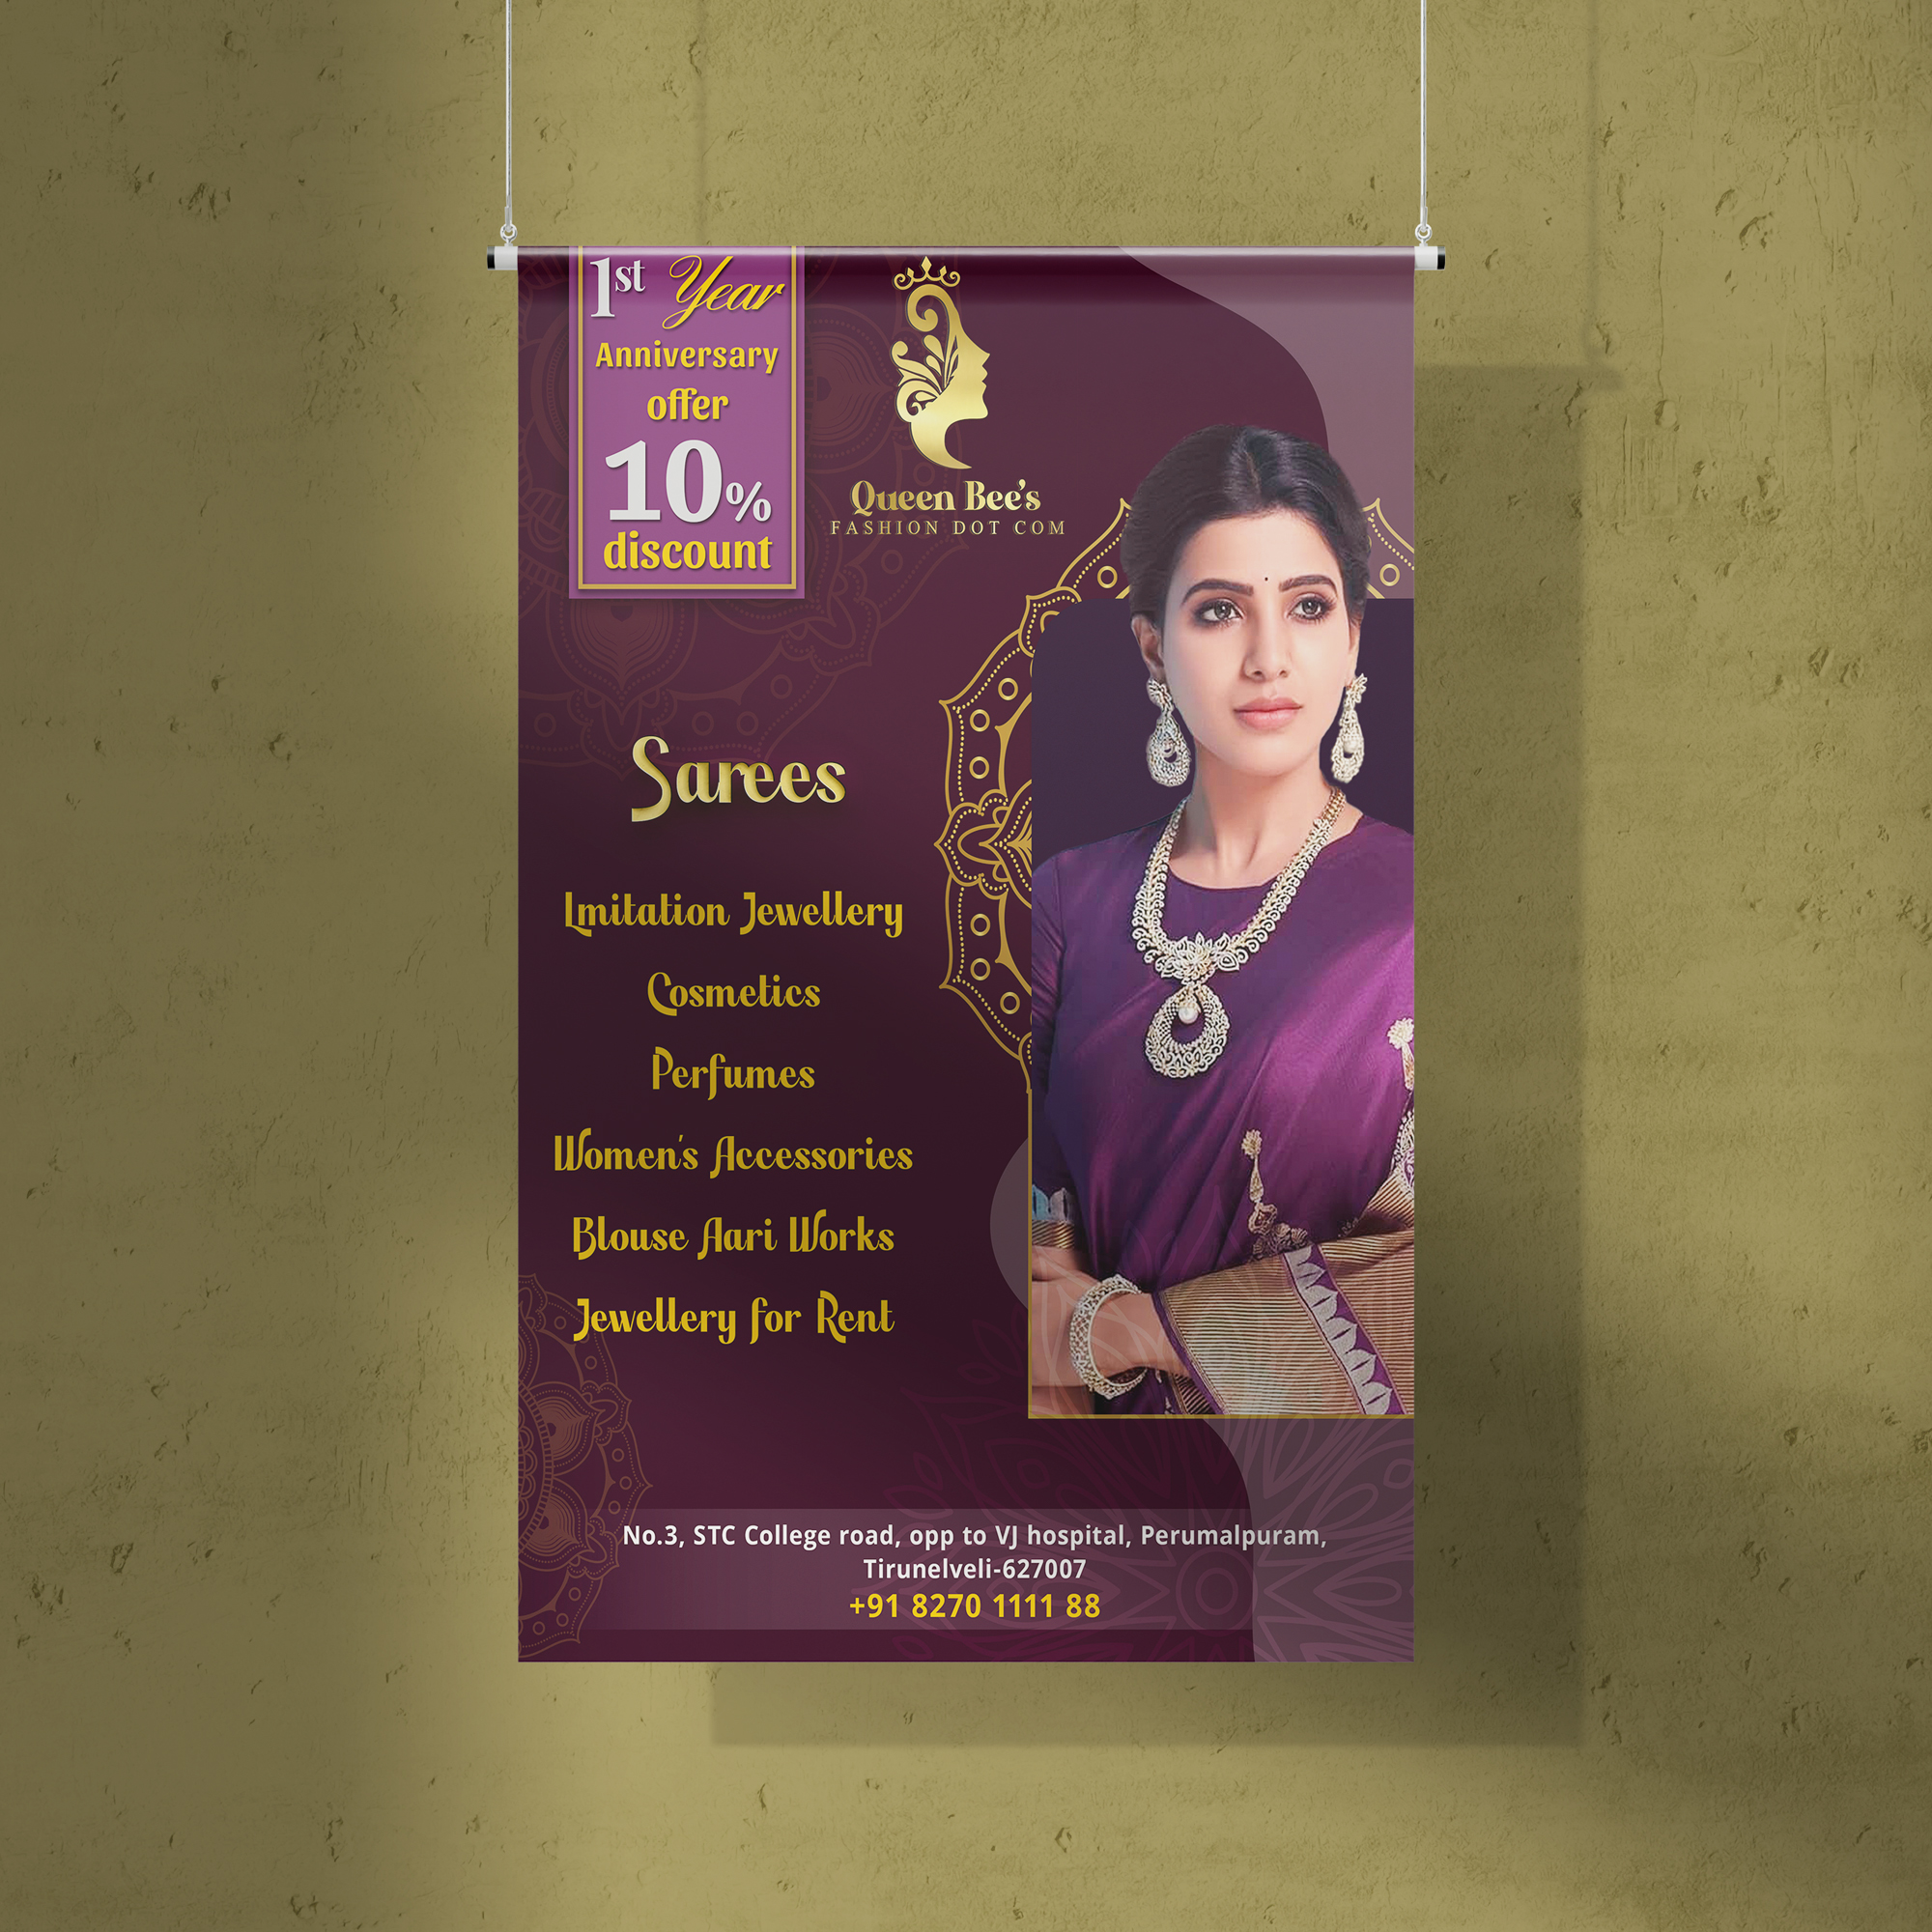 1st Year
Anniversary
offer
10%
discount
Queen Bee's
FASHION DOT COM
Sarees
Imitation Jewellery
Cosmetics
Perfumes
Women's Accessories
Blouse Aari Works
Jewellery for Rent
No.3, STC College road, opp to VJ hospital, Perumalpuram,
Tirunelveli-627007
+91 8270 1111 88